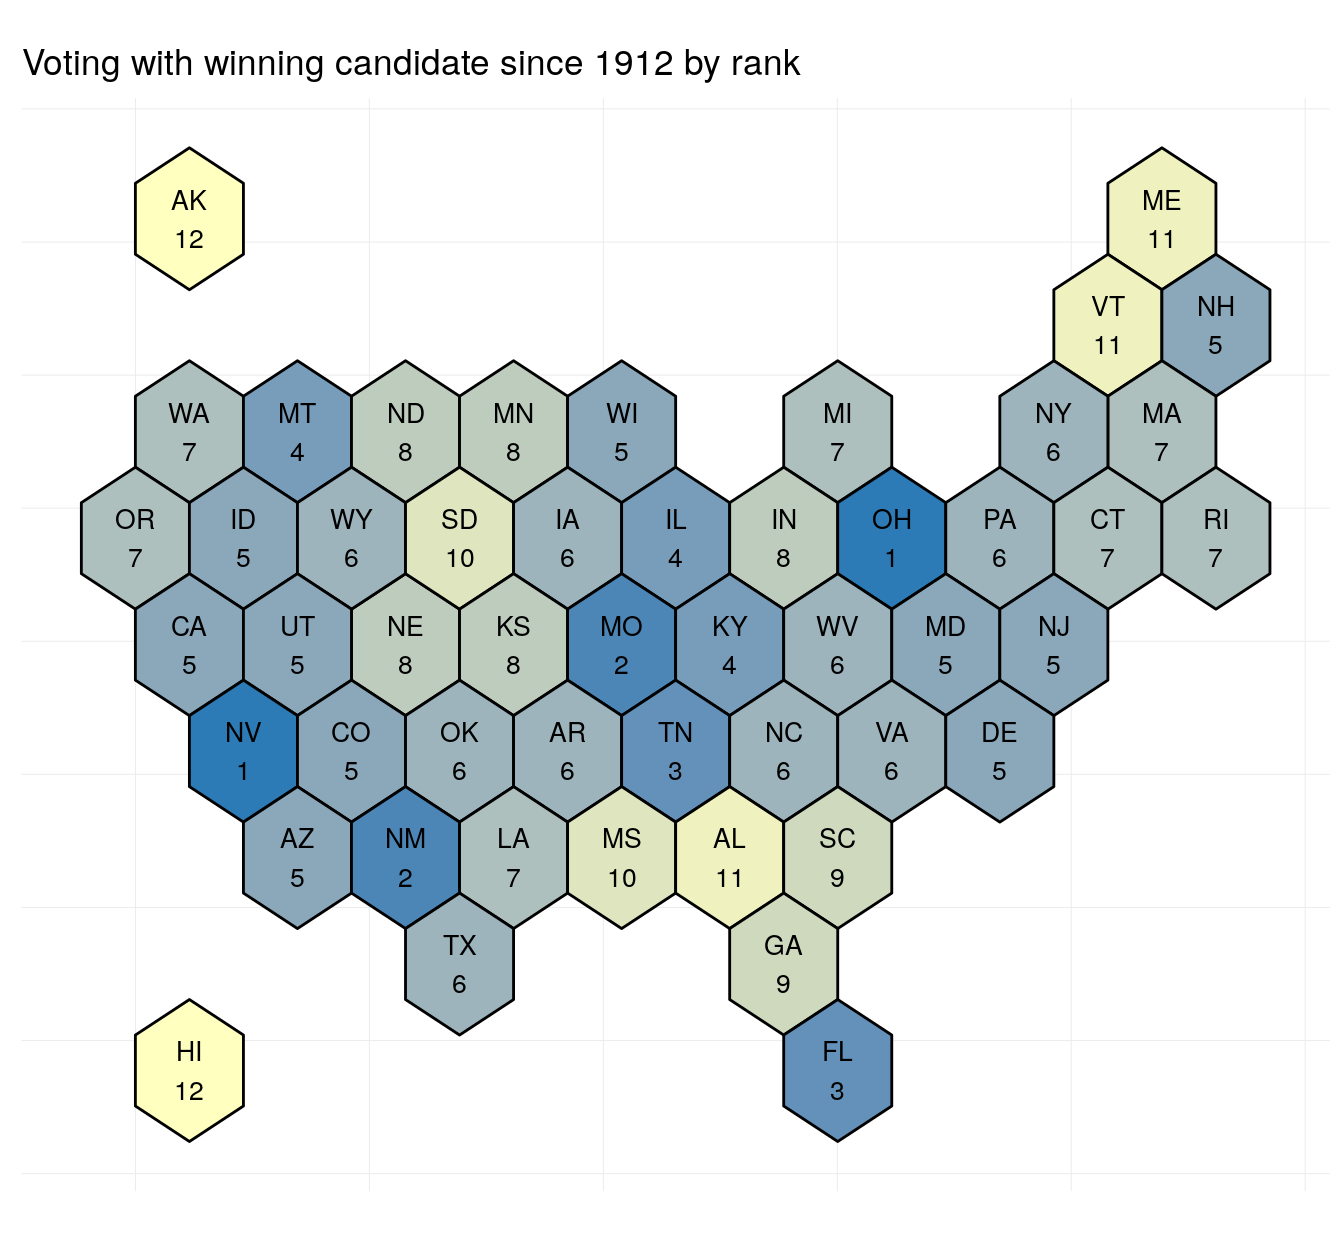 Voting with winning candidate since 1912 by rank
AK
12
ME
11
VT
11
NH
5
WA
7
MT
4
ND
8
MN
8
WI
5
MI
7
NY
6
MA
7
OR
7
ID
5
WY
6
SD
10
IA
6
IL
4
IN
8
OH
1
PA
6
CT
7
RI
7
CA
5
UT
5
NE
8
KS
8
MO
2
KY
4
WV
6
MD
5
NJ
5
NV
1
CO
5
OK
6
AR
6
TN
3
NC
6
VA
6
DE
5
AZ
5
NM
2
LA
7
MS
10
AL
11
SC
9
TX
6
GA
9
HI
12
FL
3